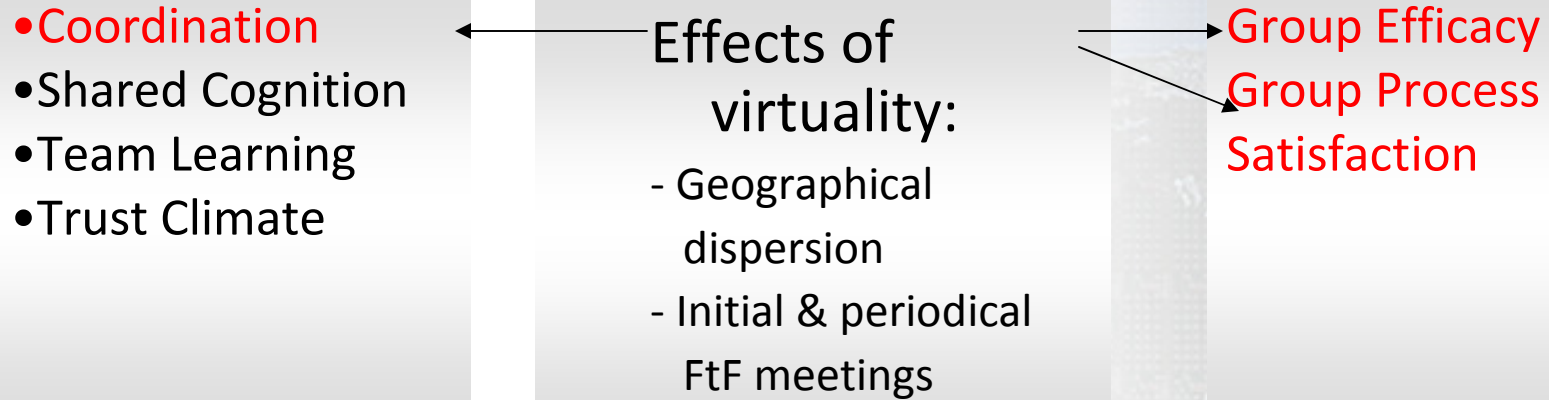 •Coordination
•Shared Cognition
•Team Learning
•Trust Climate
Effects of
virtuality:
- Geographical
dispersion
- Initial & periodical
FtF meetings
Group Efficacy
Group Process
Satisfaction